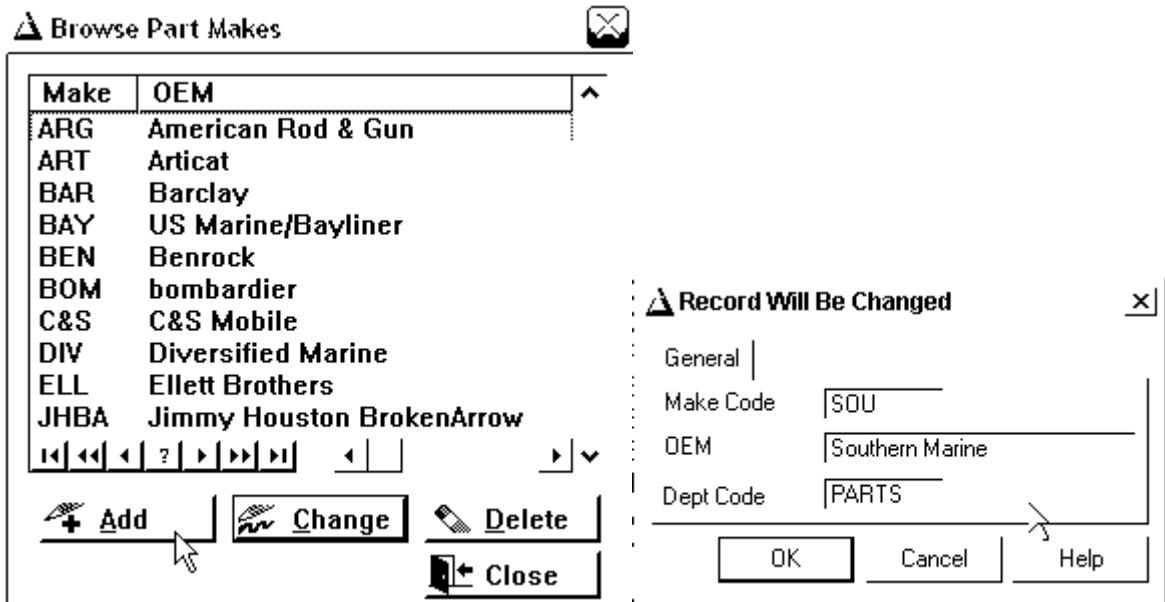 Browse Part Makes
Make OEM
ARG American Rod & Gun
ART Articat
BAR Barclay
BAY US Marine/Bayliner
BEN Benrock
BOM bombardier
C&S C&S Mobile
DIV Diversified Marine
ELL Ellett Brothers
JHBA Jimmy Houston BrokenArrow
?
Add Change Delete
Close
Record Will Be Changed
General
Make Code SOU
OEM Southern Marine
Dept Code PARTS
OK Cancel Help